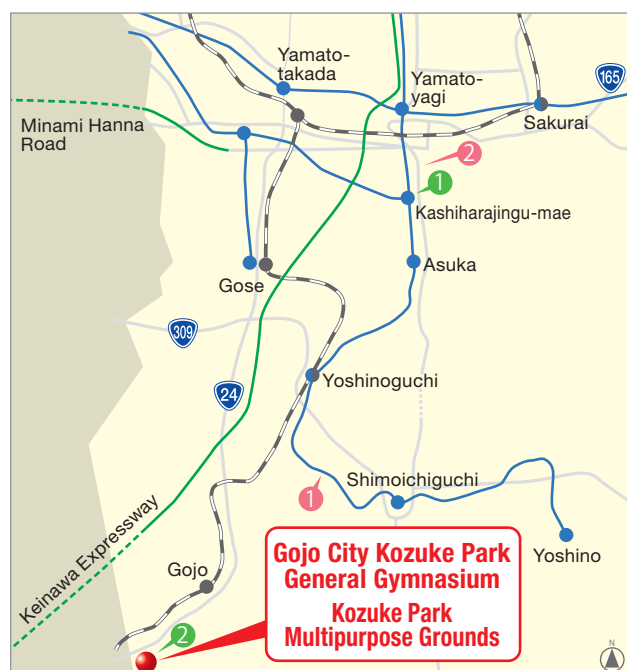 Yamato-
takada
Yamato-
yagi
165
Sakurai
Minami Hanna
Road
2
1
Kashiharajingu-mae
Asuka
Gose
309
24
Yoshinoguchi
1
Shimoichiguchi
Yoshino
Keinawa Expressway
Gojo
Gojo City Kozuke Park
General Gymnasium
Kozuke Park
Multipurpose Grounds
2
N